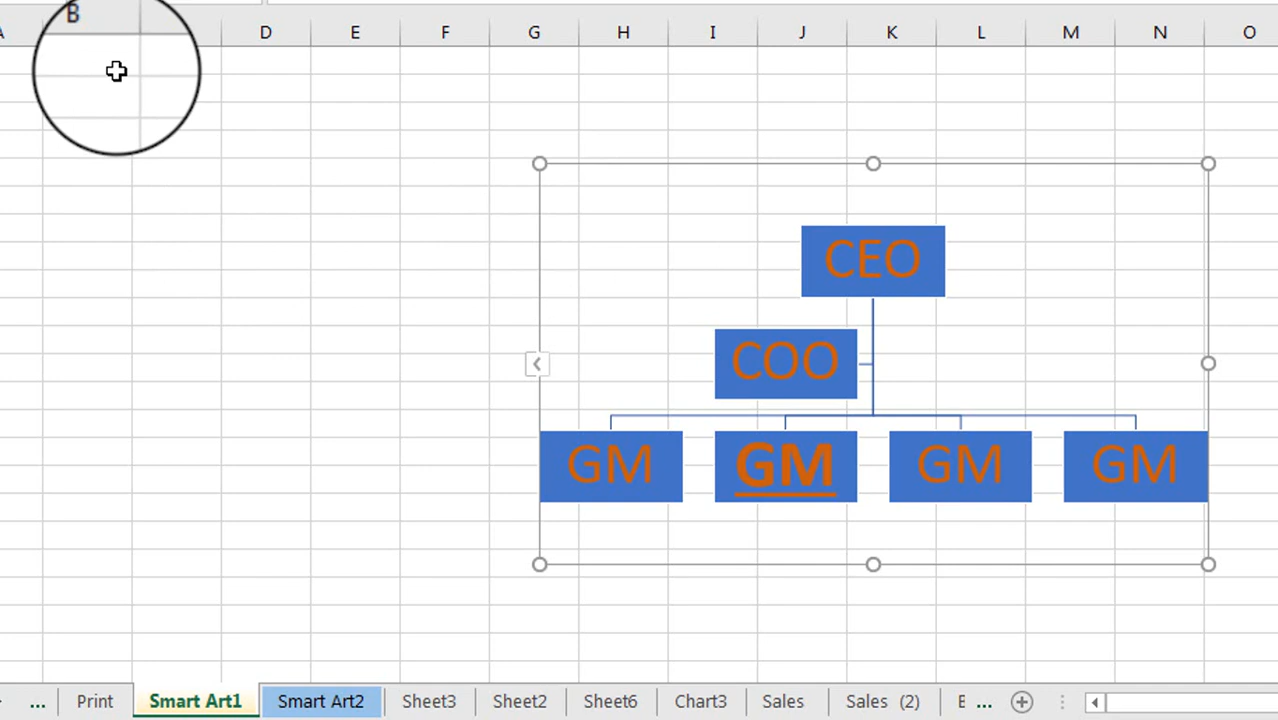 A B D E F G H I J K L M N O
CEO
COO
GM GM GM GM
... Print Smart Art1 Smart Art2 Sheet3 Sheet2 Sheet6 Chart3 Sales Sales (2) E ...